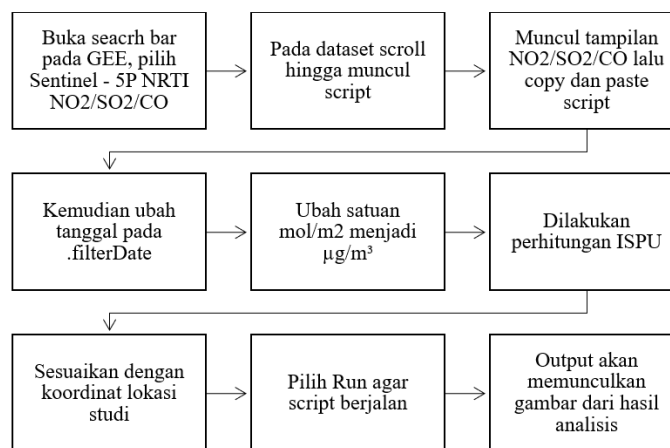 Buka seacrh bar
pada GEE, pilih
Sentinel - 5P NRTI
NO2/SO2/CO
Pada dataset scroll
hingga muncul
script
Muncul tampilan
NO2/SO2/CO lalu
copy dan paste
script
Kemudian ubah
tanggal pada
.filterDate
Ubah satuan
mol/m2 menjadi
µg/m³
Dilakukan
perhitungan ISPU
Sesuaikan dengan
koordinat lokasi
studi
Pilih Run agar
script berjalan
Output akan
memunculkan
gambar dari hasil
analisis